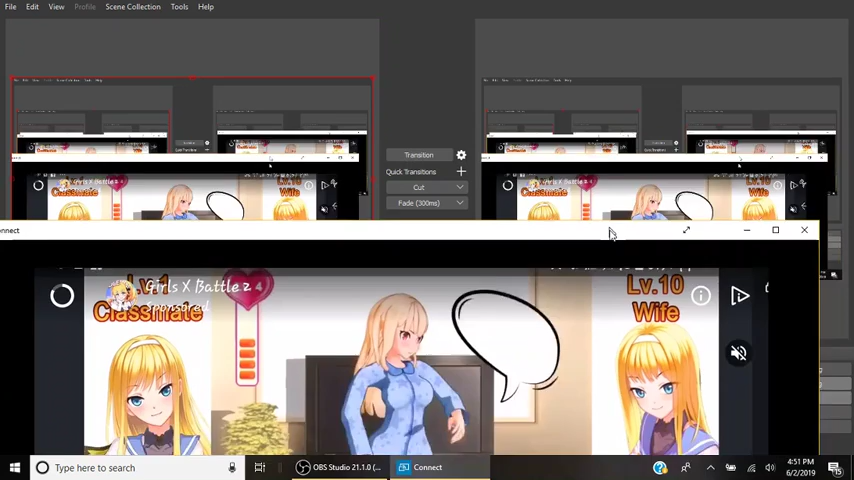 File Edit View Profile Scene Collection Tools Help
Transition
Quick Transitions
Cut
Fade (300ms)
onnect
Lv.1
Classmate
Girls X Battle 2 4
Sponsored
Lv.10
Wife
Type here to search
OBS Studio 21.1.0 (...
Connect
4:51 PM
6/2/2019
15